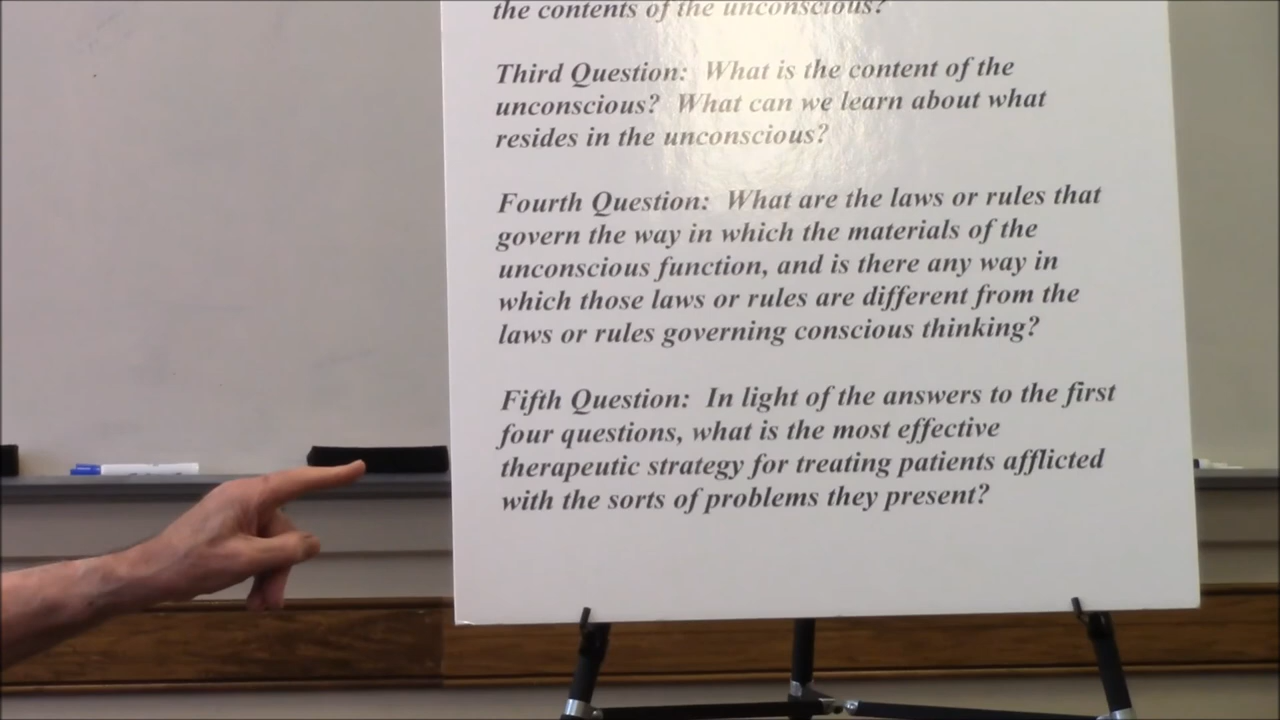 the contents of the unconscious?
Third Question: What is the content of the
unconscious? What can we learn about what
resides in the unconscious?
Fourth Question: What are the laws or rules that
govern the way in which the materials of the
unconscious function, and is there any way in
which those laws or rules are different from the
laws or rules governing conscious thinking?
Fifth Question: In light of the answers to the first
four questions, what is the most effective
therapeutic strategy for treating patients afflicted
with the sorts of problems they present?